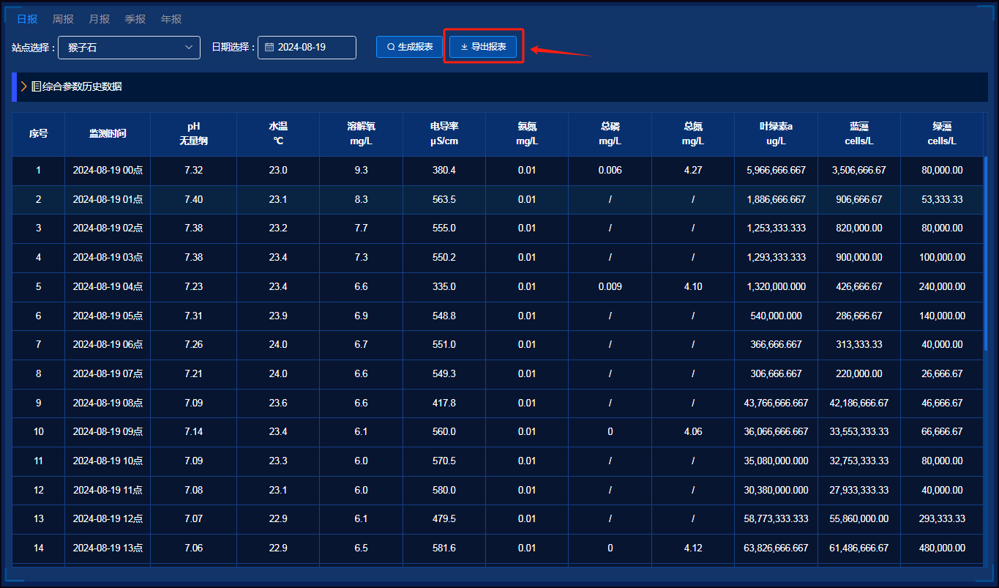 日报 周报 月报 季报 年报
站点选择： 猴子石 日期选择： 2024-08-19 生成报表 导出报表
综合参数历史数据
序号 监测时间 pH 无量纲 水温 ℃ 溶解氧 mg/L 电导率 μS/cm 氨氮 mg/L 总磷 mg/L 总氮 mg/L 叶绿素a ug/L 蓝藻 cells/L 绿藻 cells/L
1 2024-08-19 00点 7.32 23.0 9.3 380.4 0.01 0.006 4.27 5,966,666.667 3,506,666.67 80,000.00
2 2024-08-19 01点 7.40 23.1 8.3 563.5 0.01 / / 1,886,666.667 906,666.67 53,333.33
3 2024-08-19 02点 7.38 23.2 7.7 555.0 0.01 / / 1,253,333.333 820,000.00 80,000.00
4 2024-08-19 03点 7.38 23.4 7.3 550.2 0.01 / / 1,293,333.333 900,000.00 100,000.00
5 2024-08-19 04点 7.23 23.4 6.6 335.0 0.01 0.009 4.10 1,320,000.000 426,666.67 240,000.00
6 2024-08-19 05点 7.31 23.9 6.9 548.8 0.01 / / 540,000.000 286,666.67 140,000.00
7 2024-08-19 06点 7.26 24.0 6.7 551.0 0.01 / / 366,666.667 313,333.33 40,000.00
8 2024-08-19 07点 7.21 24.0 6.6 549.3 0.01 / / 306,666.667 220,000.00 26,666.67
9 2024-08-19 08点 7.09 23.6 6.6 417.8 0.01 / / 43,766,666.667 42,186,666.67 46,666.67
10 2024-08-19 09点 7.14 23.4 6.1 560.0 0.01 0 4.06 36,066,666.667 33,553,333.33 66,666.67
11 2024-08-19 10点 7.09 23.3 6.0 570.5 0.01 / / 35,080,000.000 32,753,333.33 80,000.00
12 2024-08-19 11点 7.08 23.1 6.0 580.0 0.01 / / 30,380,000.000 27,933,333.33 40,000.00
13 2024-08-19 12点 7.07 22.9 6.1 479.5 0.01 / / 58,773,333.333 55,860,000.00 293,333.33
14 2024-08-19 13点 7.06 22.9 6.5 581.6 0.01 0 4.12 63,826,666.667 61,486,666.67 480,000.00